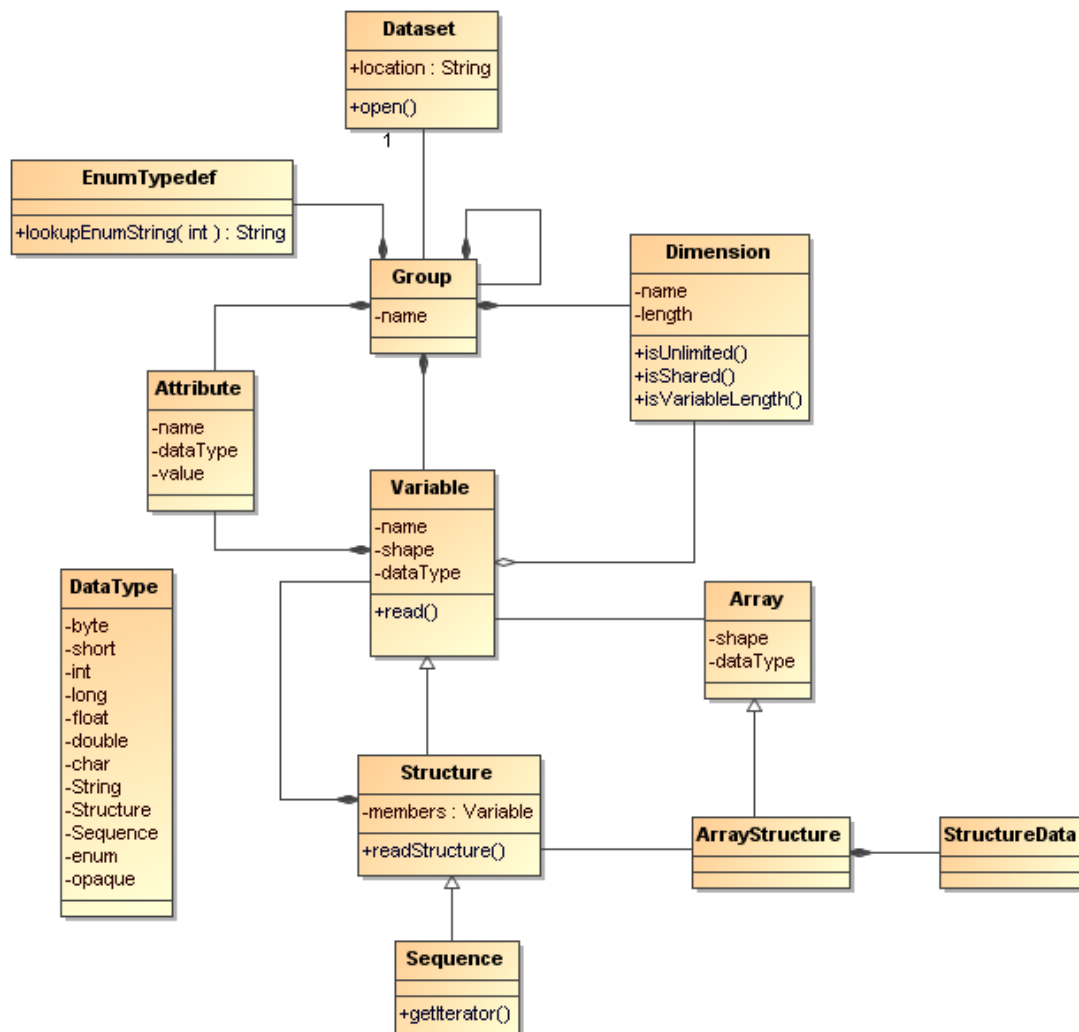 Dataset
+location : String
+open()
1
EnumTypedef
+lookupEnumString( int ) : String
Group
-name
Dimension
-name
-length
+isUnlimited()
+isShared()
+isVariableLength()
Attribute
-name
-dataType
-value
Variable
-name
-shape
-dataType
+read()
DataType
-byte
-short
-int
-long
-float
-double
-char
-String
-Structure
-Sequence
-enum
-opaque
Array
-shape
-dataType
Structure
-members : Variable
+readStructure()
ArrayStructure
StructureData
Sequence
+getIterator()